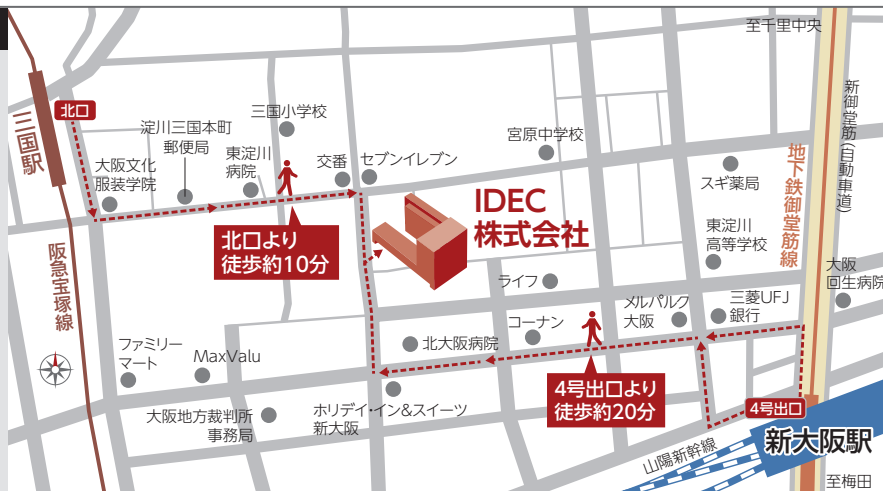 至千里中央
北口
三国駅
淀川三国本町
郵便局
三国小学校
大阪文化
服装学院
東淀川
病院
交番
セブンイレブン
宮原中学校
スギ薬局
新御堂筋(自動車道)
地下鉄御堂筋線
IDEC
株式会社
北口より
徒歩約10分
東淀川
高等学校
大阪
回生病院
阪急宝塚線
ライフ
メルパルク
大阪
三菱UFJ
銀行
コーナン
北大阪病院
ファミリー
マート
MaxValu
4号出口より
徒歩約20分
4号出口
大阪地方裁判所
事務局
ホリデイ・イン&スイーツ
新大阪
新大阪駅
山陽新幹線
至梅田